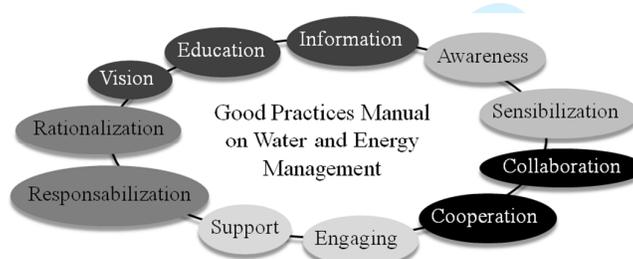 Information
Education
Awareness
Vision
Good Practices Manual
on Water and Energy
Management
Sensibilization
Rationalization
Collaboration
Responsabilization
Cooperation
Support
Engaging